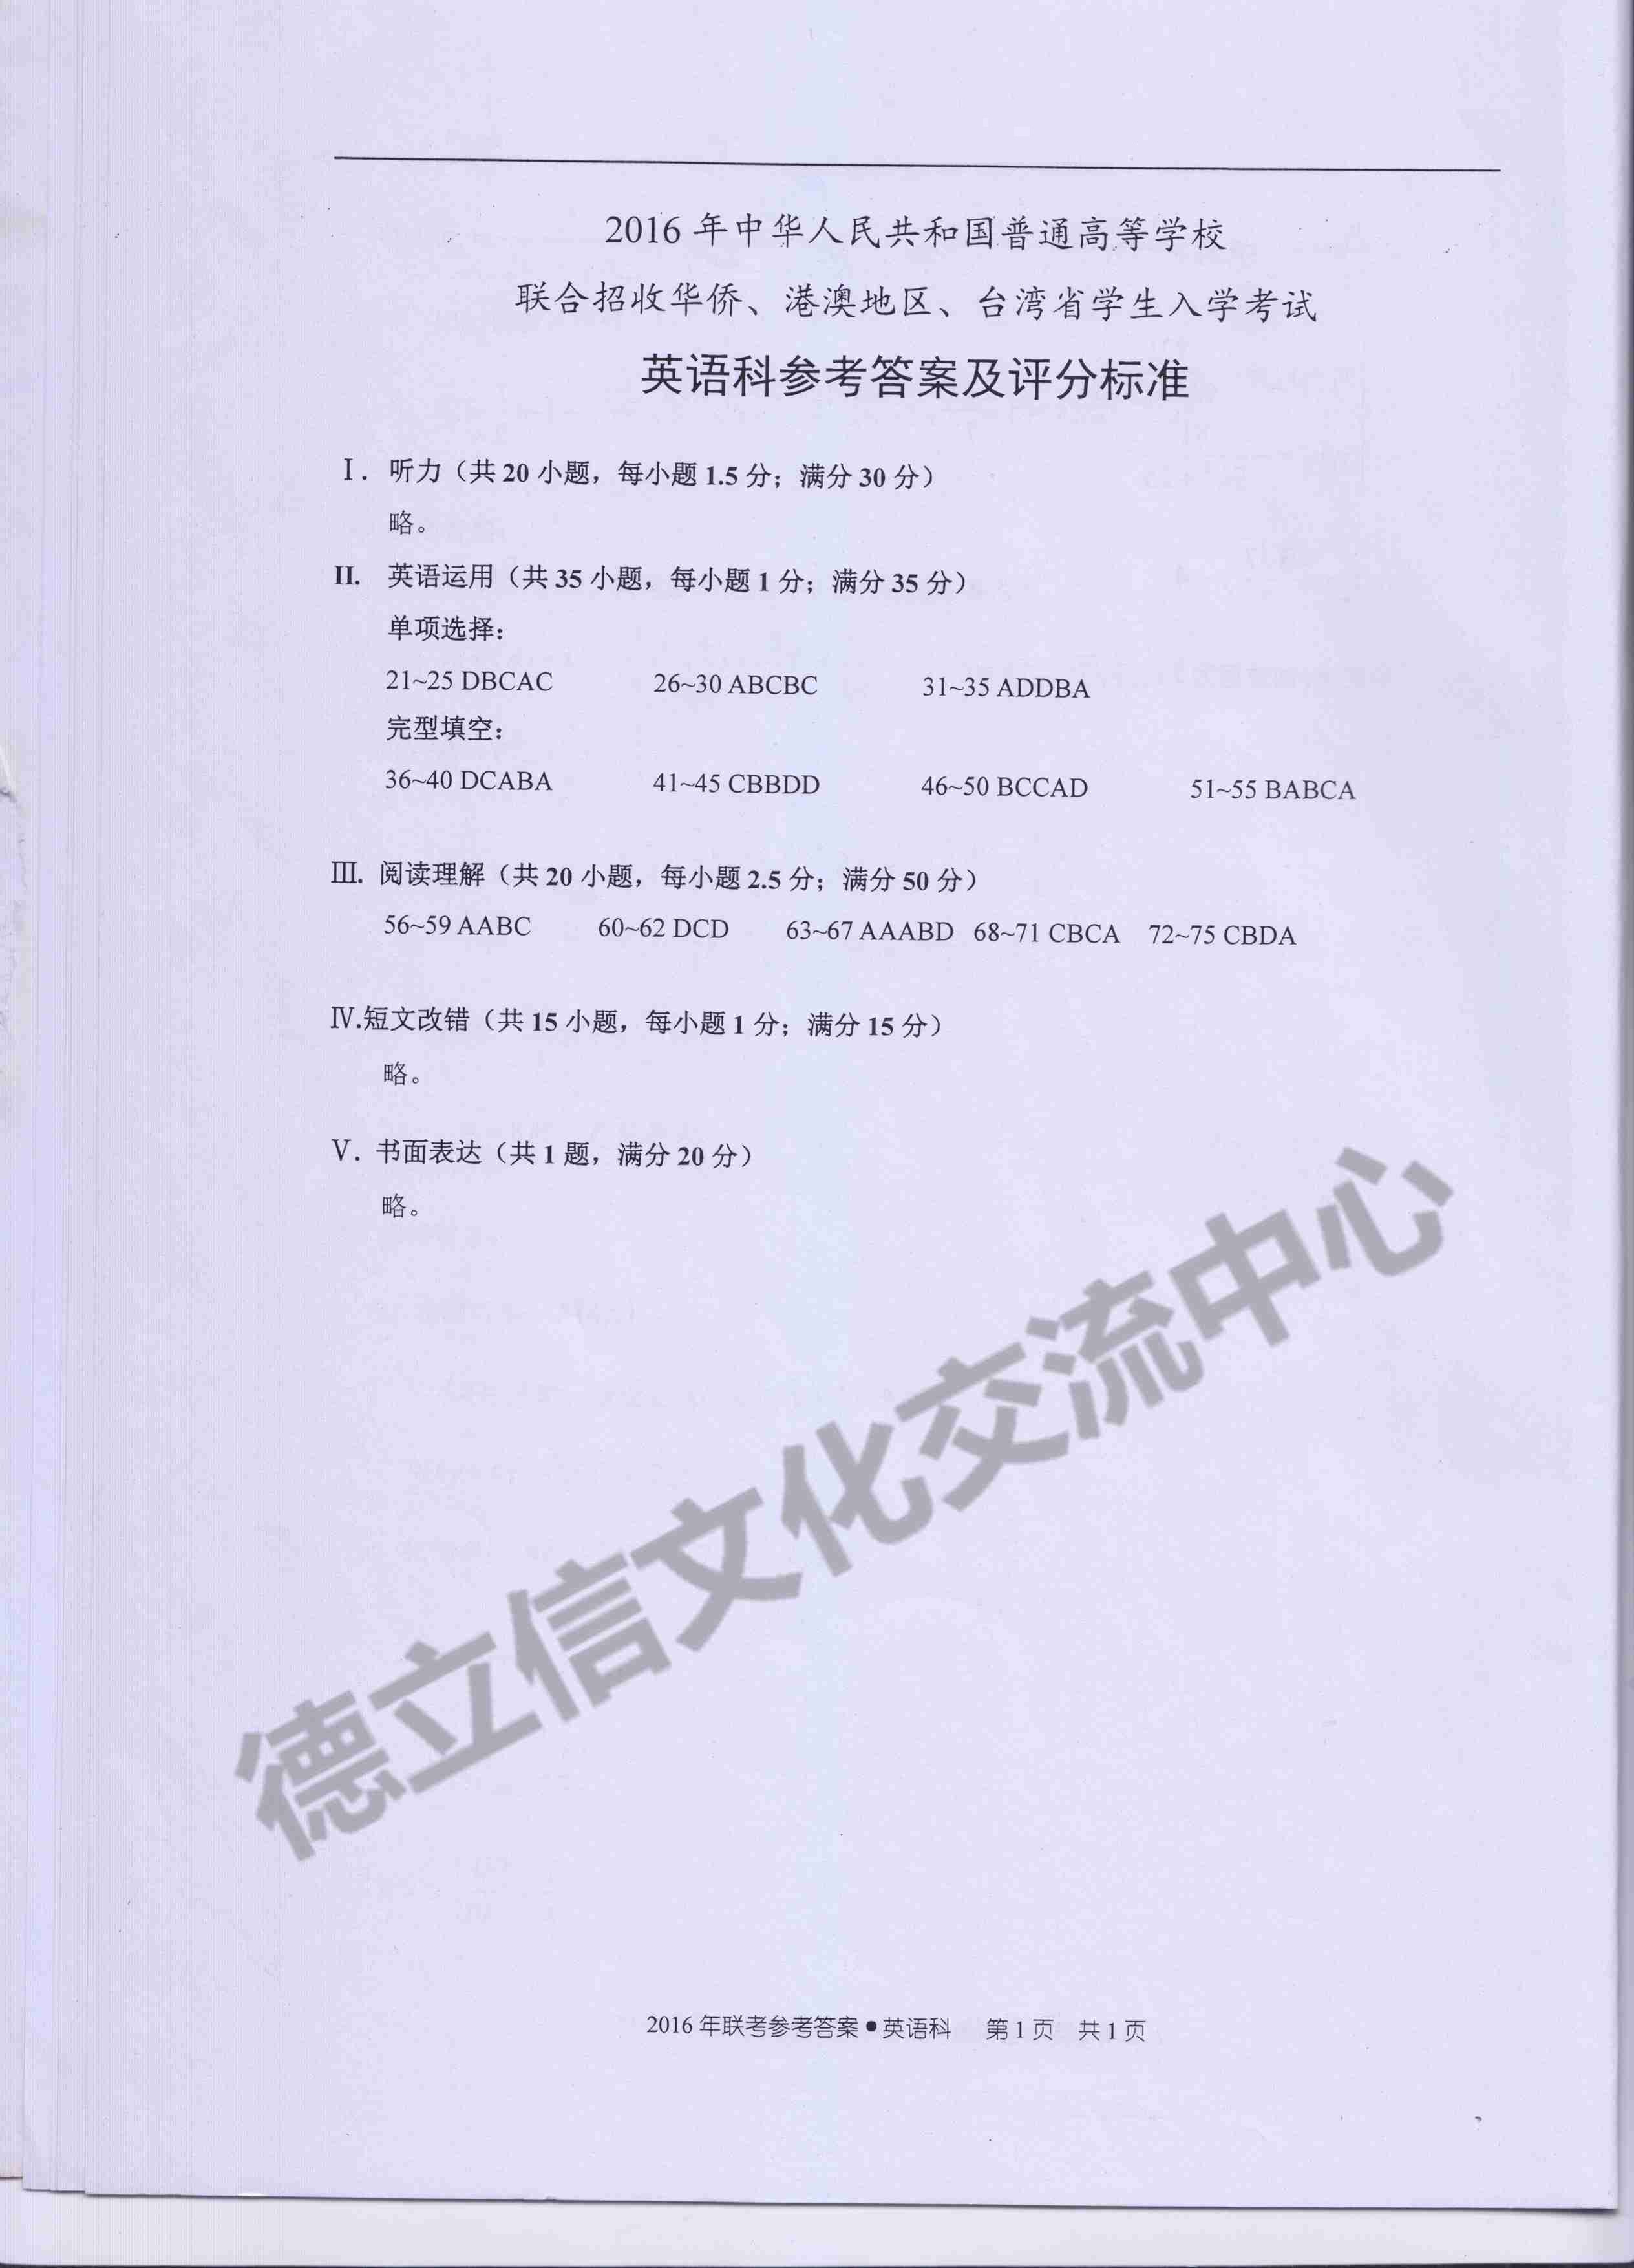 2016 年中华人民共和国普通高等学校
联合招收华侨、港澳地区、台湾省学生入学考试
英语科参考答案及评分标准
Ⅰ. 听力（共 20 小题，每小题 1.5 分；满分 30 分）
略。
II. 英语运用（共 35 小题，每小题 1 分；满分 35 分）
单项选择：
21~25 DBCAC 26~30 ABCBC 31~35 ADDBA
完型填空：
36~40 DCABA 41~45 CBBDD 46~50 BCCAD 51~55 BABCA
Ⅲ. 阅读理解（共 20 小题，每小题 2.5 分；满分 50 分）
56~59 AABC 60~62 DCD 63~67 AAABD 68~71 CBCA 72~75 CBDA
Ⅳ.短文改错（共 15 小题，每小题 1 分；满分 15 分）
略。
Ⅴ. 书面表达（共 1 题，满分 20 分）
略。
德立信文化交流中心
2016 年联考参考答案●英语科 第 1 页 共 1 页